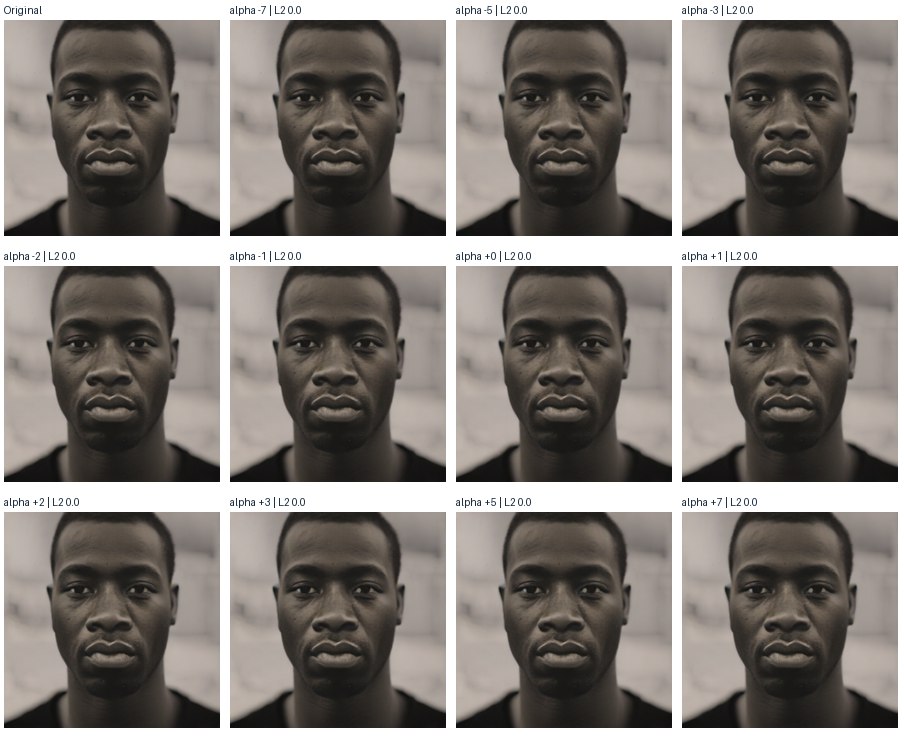 Original
alpha -7 | L2 0.0
alpha -5 | L2 0.0
alpha -3 | L2 0.0
alpha -2 | L2 0.0
alpha -1 | L2 0.0
alpha +0 | L2 0.0
alpha +1 | L2 0.0
alpha +2 | L2 0.0
alpha +3 | L2 0.0
alpha +5 | L2 0.0
alpha +7 | L2 0.0